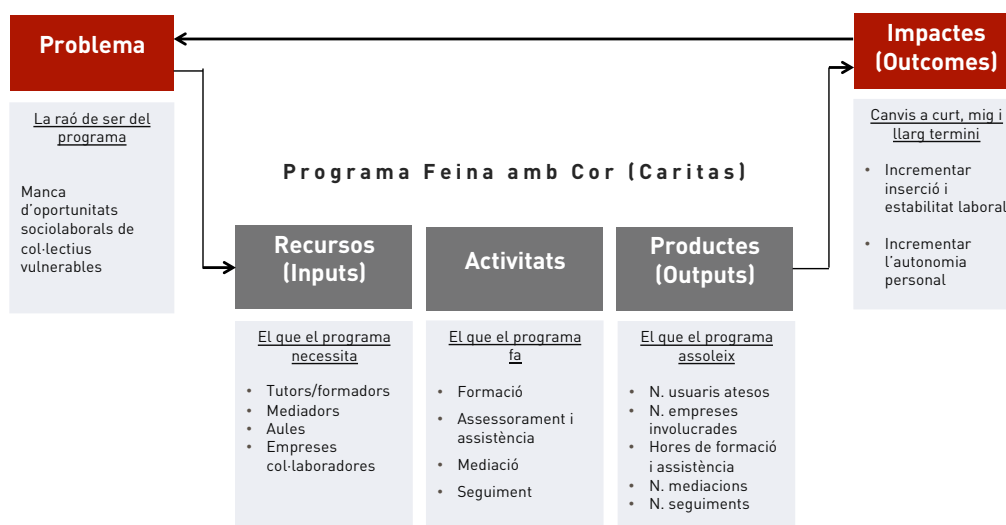 Problema
La raó de ser del
programa
Manca
d'oportunitats
sociolaborals de
col·lectius
vulnerables
Programa Feina amb Cor (Caritas)
Recursos
(Inputs)
El que el programa
necessita
• Tutors/formadors
• Mediadors
• Aules
• Empreses
col·laboradores
Activitats
El que el programa
fa
• Formació
• Assessorament i
assistència
• Mediació
• Seguiment
Productes
(Outputs)
El que el programa
assoleix
• N. usuaris atesos
• N. empreses
involucrades
• Hores de formació
i assistència
• N. mediacions
• N. seguiments
Impactes
(Outcomes)
Canvis a curt, mig i
llarg termini
• Incrementar
inserció i
estabilitat laboral
• Incrementar
l'autonomia
personal